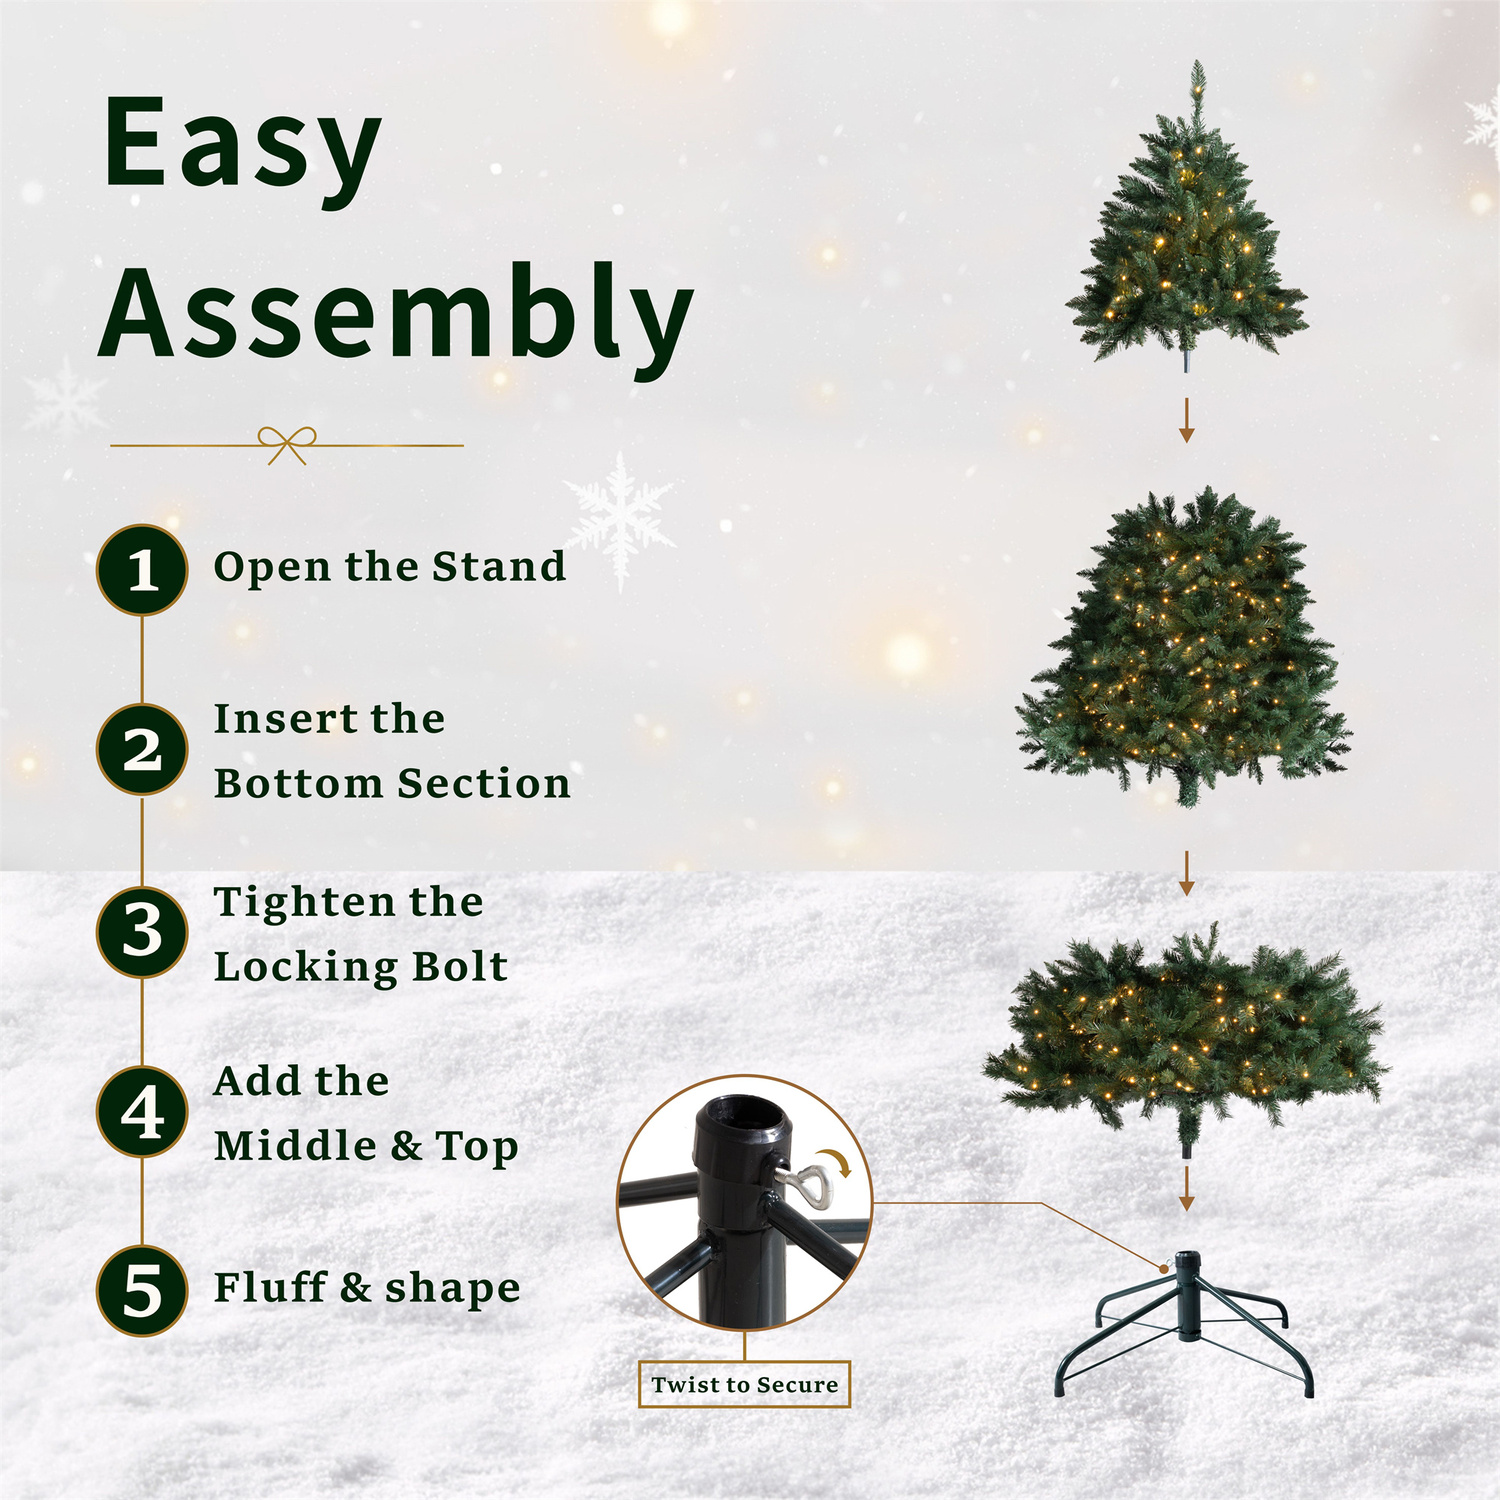 Easy
Assembly
1 Open the Stand
2 Insert the
Bottom Section
3 Tighten the
Locking Bolt
4 Add the
Middle & Top
5 Fluff & shape
Twist to Secure